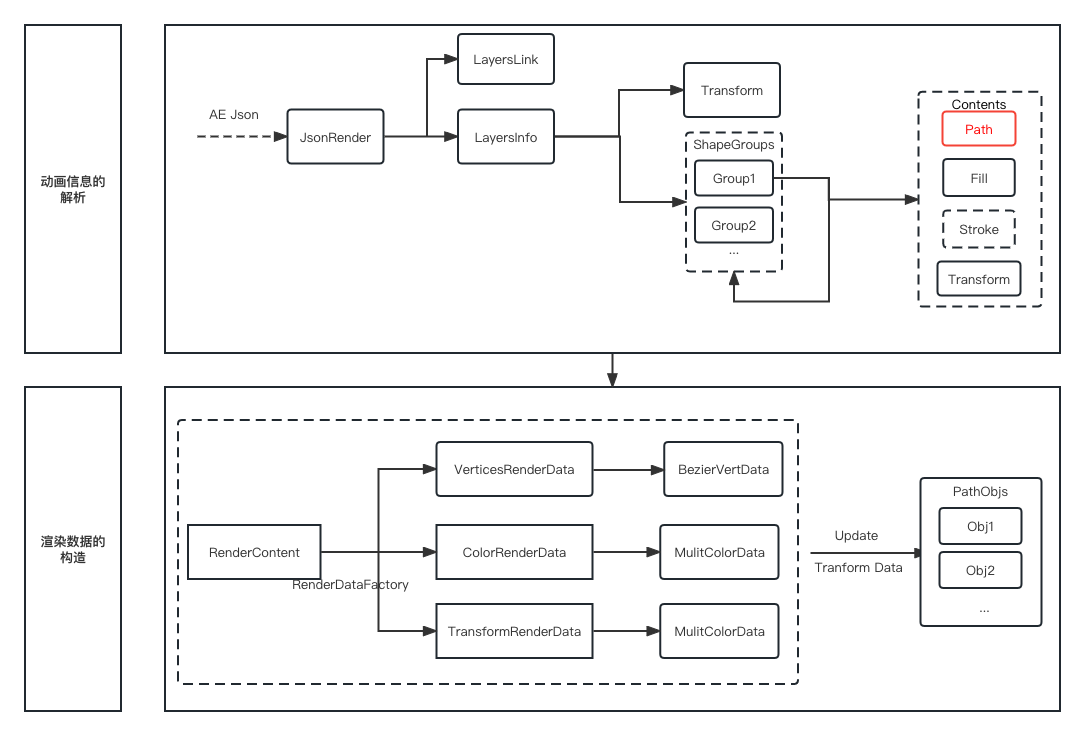 动画信息的
解析
AE Json
JsonRender
LayersLink
LayersInfo
Transform
ShapeGroups
Group1
Group2
...
Contents
Path
Fill
Stroke
Transform
渲染数据的
构造
RenderContent
RenderDataFactory
VerticesRenderData
BezierVertData
ColorRenderData
MulitColorData
TransformRenderData
MulitColorData
Update
Tranform Data
PathObjs
Obj1
Obj2
...